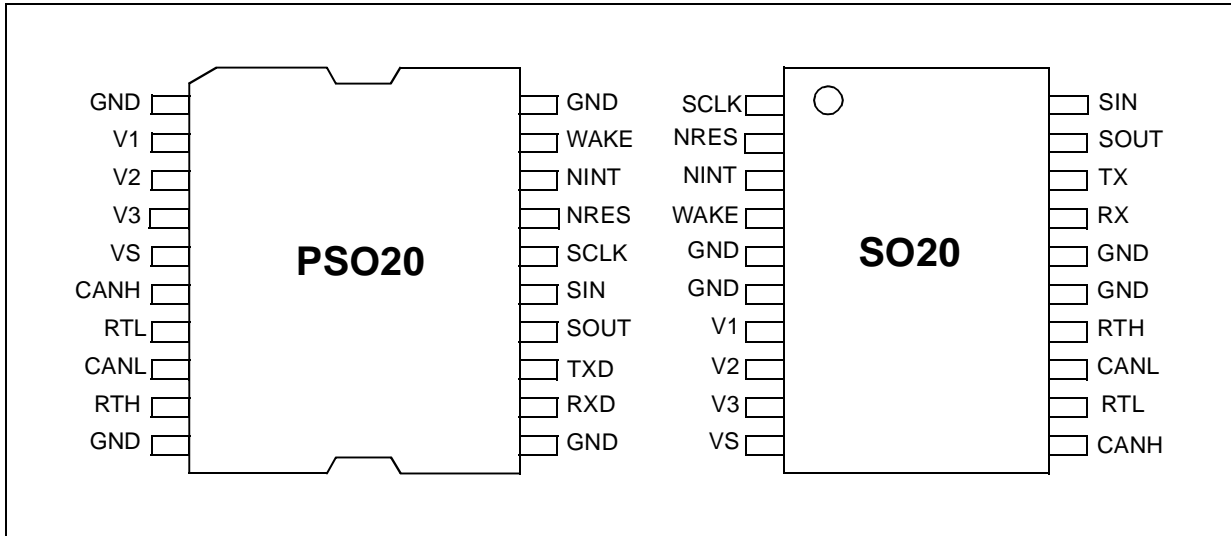 GND GND
V1 WAKE
V2 NINT
V3 NRES
VS SCLK
PSO20
CANH SIN
RTL SOUT
CANL TXD
RTH RXD
GND GND
SCLK SIN
NRES SOUT
NINT TX
WAKE RX
GND GND
SO20
GND GND
V1 RTH
V2 CANL
V3 RTL
VS CANH